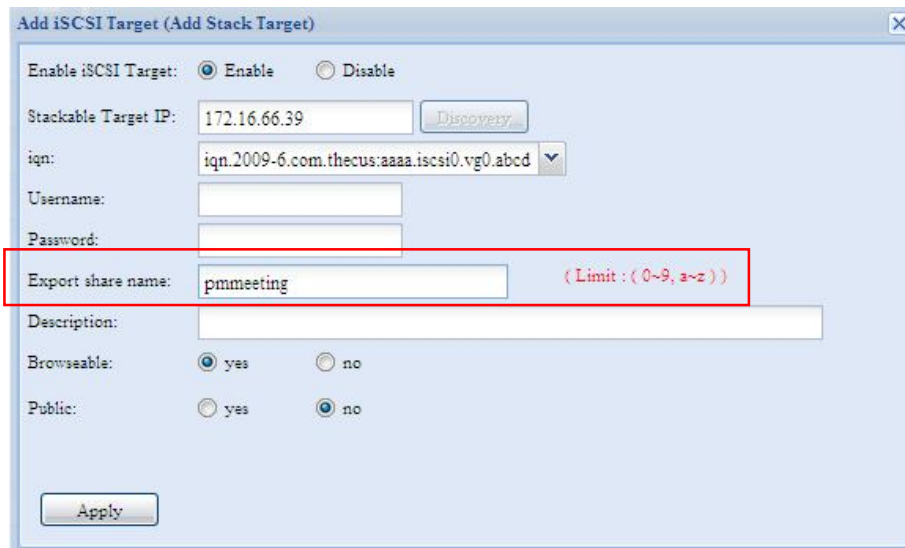 Add iSCSI Target (Add Stack Target)
Enable iSCSI Target: Enable Disable
Stackable Target IP: 172.16.66.39 Discovery
iqn: iqn.2009-6.com.thecus:aaaa.iscsi0.vg0.abcd
Username:
Password:
Export share name: pmmeeting ( Limit : ( 0~9, a~z ) )
Description:
Browseable: yes no
Public: yes no
Apply